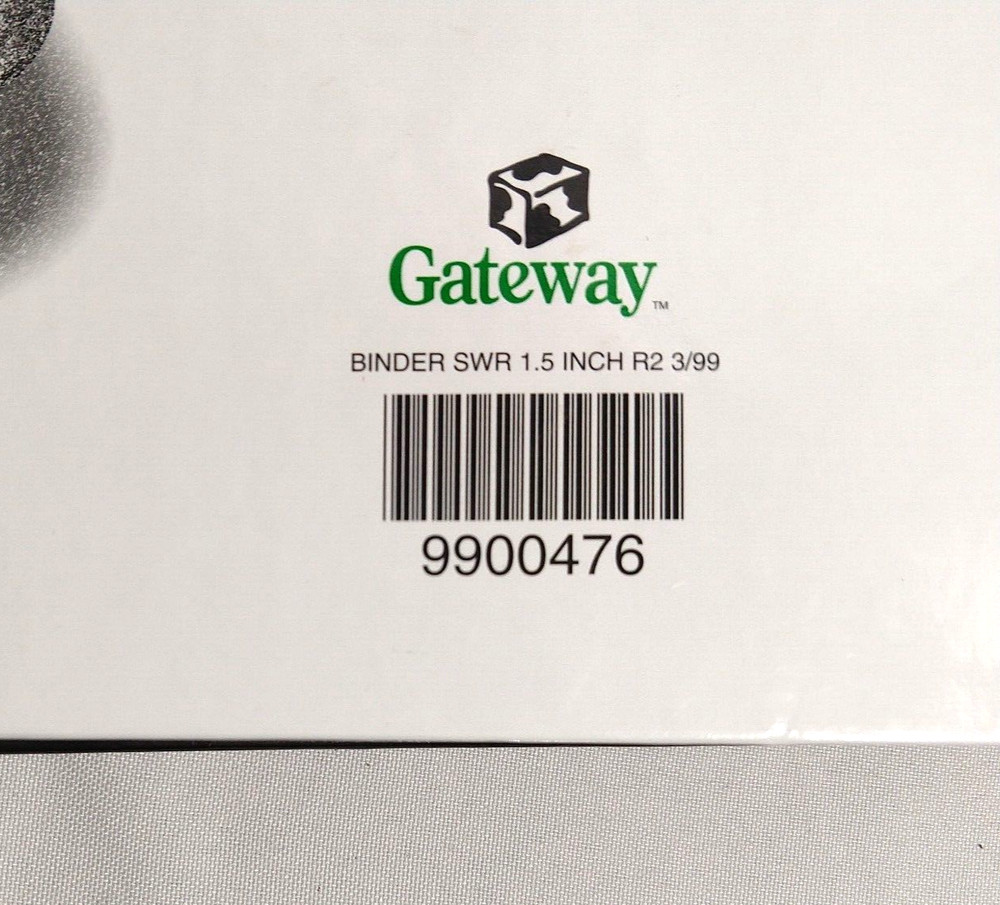 Gateway™
BINDER SWR 1.5 INCH R2 3/99
9900476